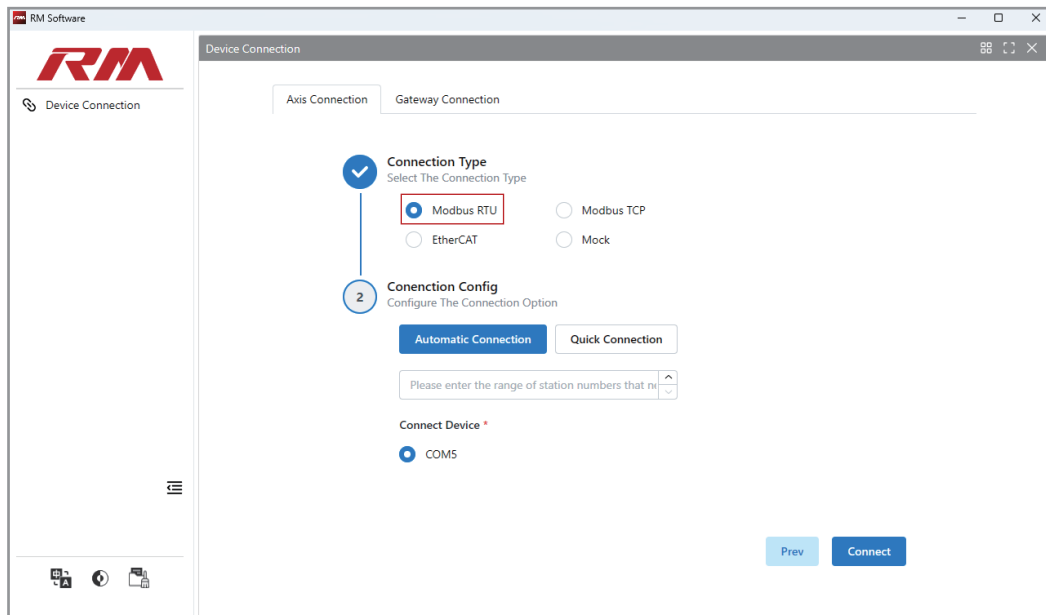 RM Software
RM
Device Connection
Device Connection
Axis Connection
Gateway Connection
Connection Type
Select The Connection Type
Modbus RTU
Modbus TCP
EtherCAT
Mock
2
Conenction Config
Configure The Connection Option
Automatic Connection
Quick Connection
Please enter the range of station numbers that
Connect Device *
COM5
Prev
Connect
中
A